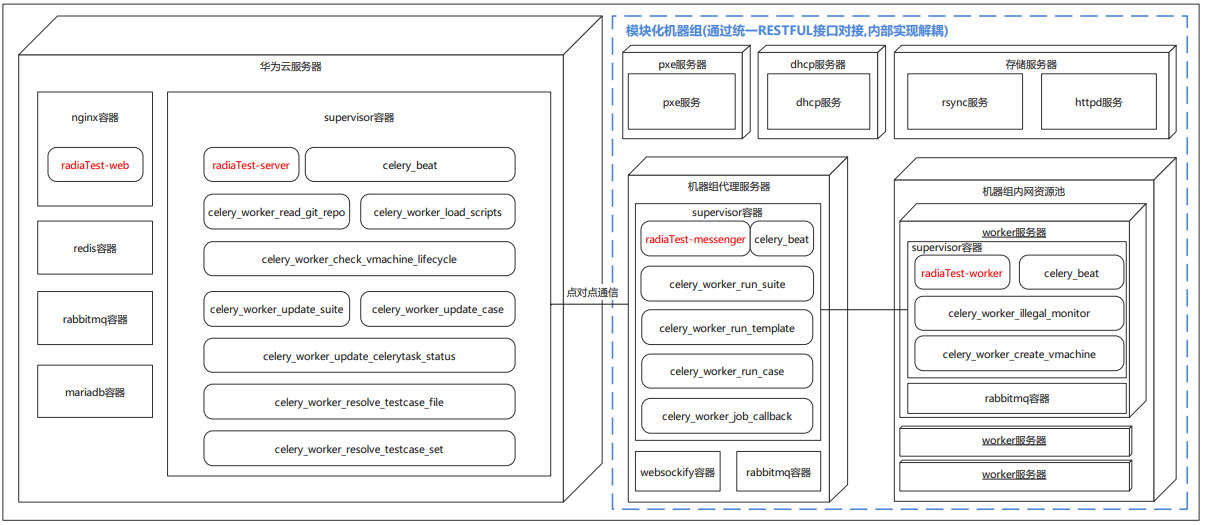 模块化机器组(通过统一RESTFUL接口对接,内部实现解耦)
华为云服务器
nginx容器
radiaTest-web
redis容器
rabbitmq容器
mariadb容器
supervisor容器
radiaTest-server
celery_beat
celery_worker_read_git_repo
celery_worker_load_scripts
celery_worker_check_vmachine_lifecycle
celery_worker_update_suite
celery_worker_update_case
celery_worker_update_celerytask_status
celery_worker_resolve_testcase_file
celery_worker_resolve_testcase_set
点对点通信
pxe服务器
pxe服务
dhcp服务器
dhcp服务
存储服务器
rsync服务
httpd服务
机器组代理服务器
supervisor容器
radiaTest-messenger
celery_beat
celery_worker_run_suite
celery_worker_run_template
celery_worker_run_case
celery_worker_job_callback
websockify容器
rabbitmq容器
机器组内网资源池
worker服务器
supervisor容器
radiaTest-worker
celery_beat
celery_worker_illegal_monitor
celery_worker_create_vmachine
rabbitmq容器
worker服务器
worker服务器